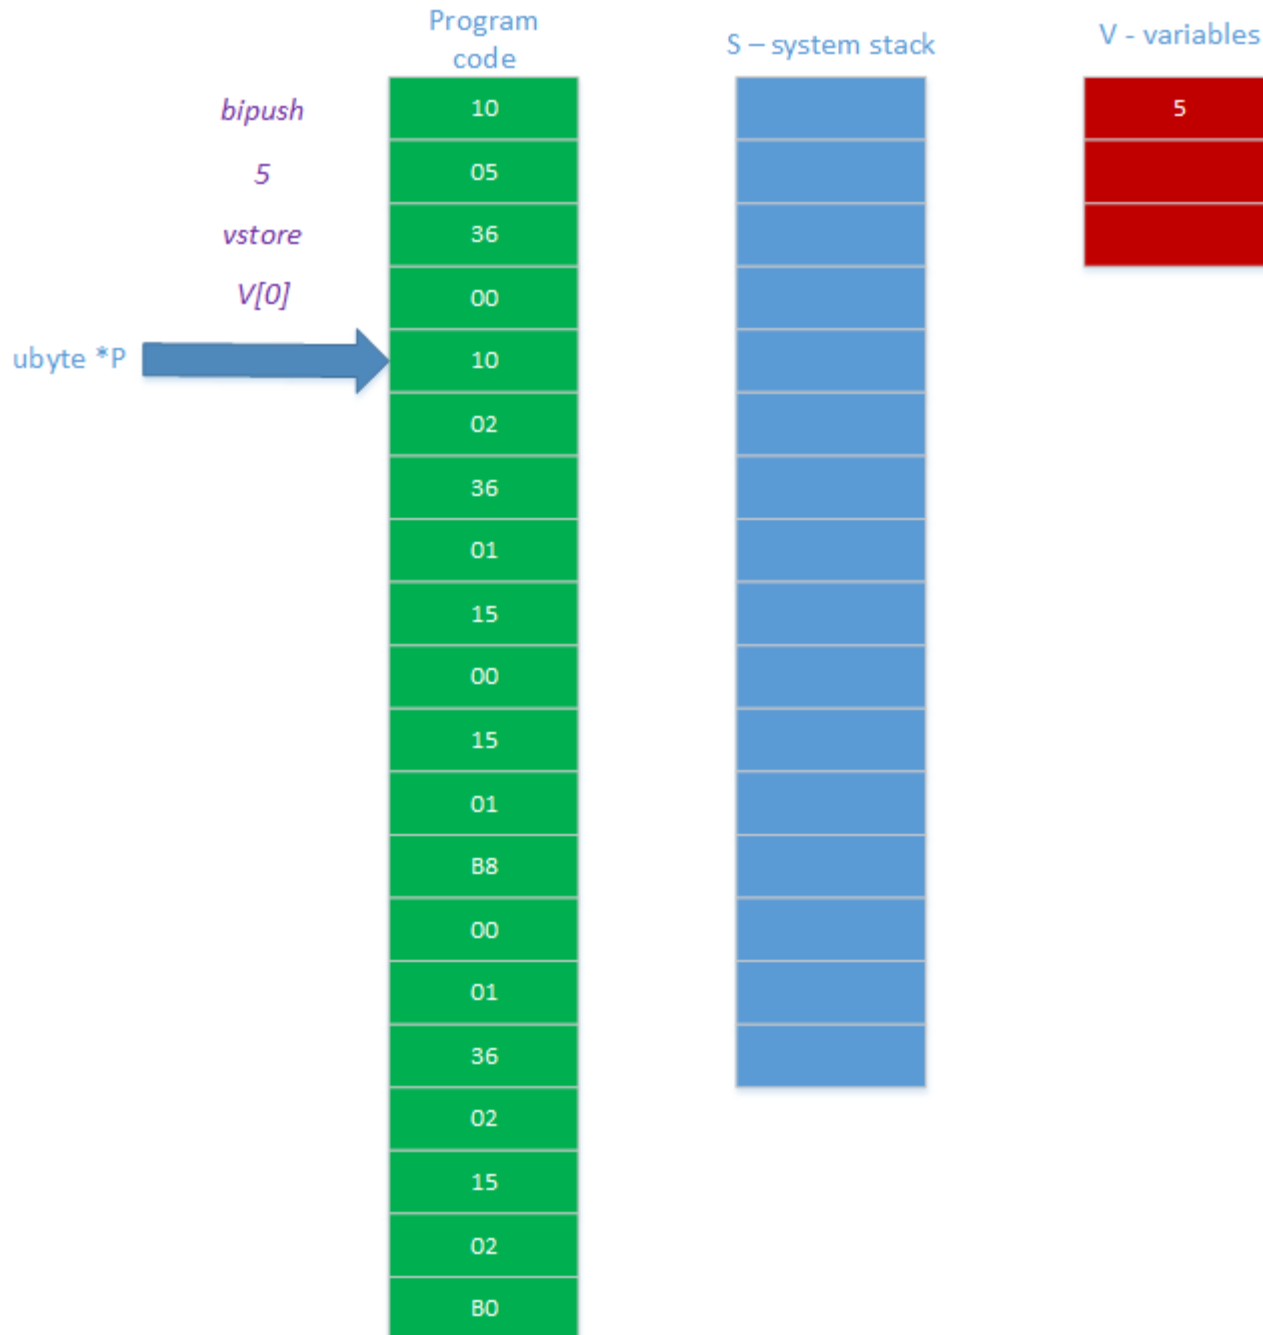 Program
code
S – system stack
V - variables
bipush
10
5
5
05
vstore
36
V[0]
00
ubyte *P
10
02
36
01
15
00
15
01
B8
00
01
36
02
15
02
B0